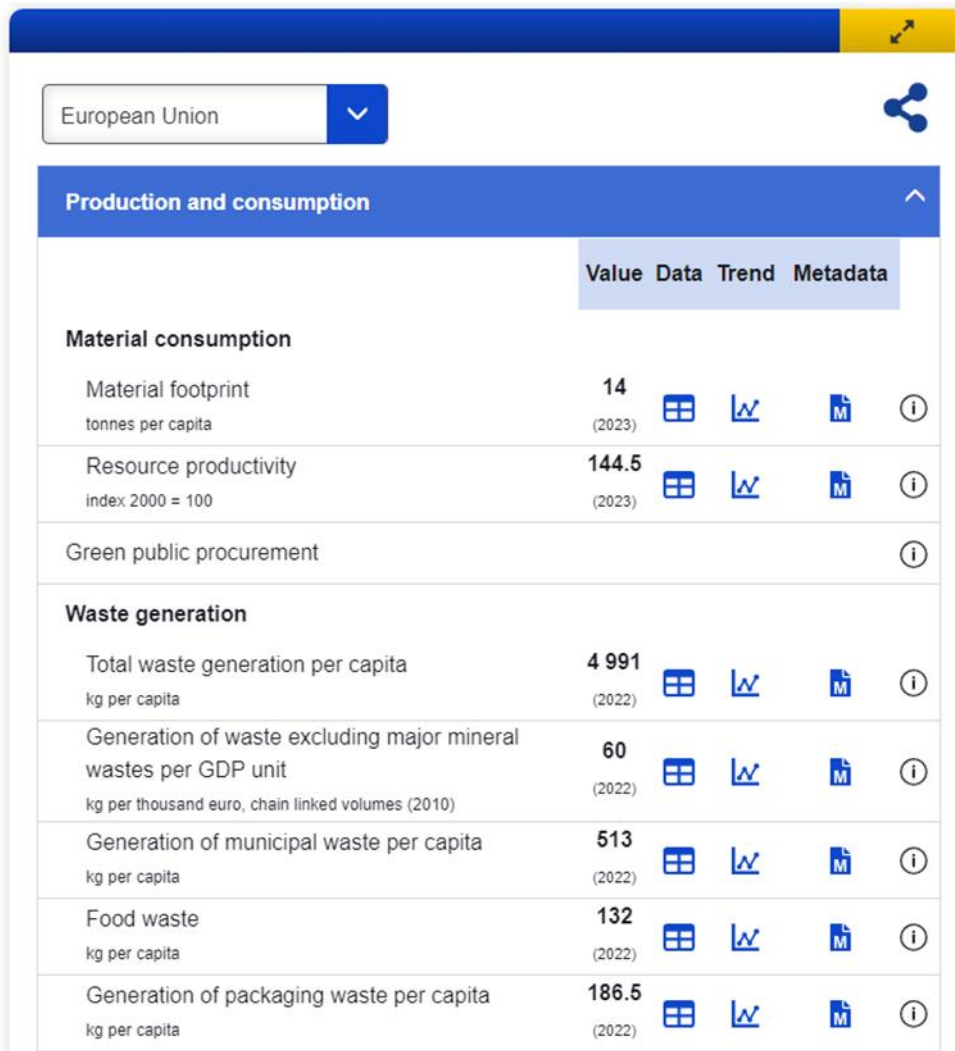 European Union
Production and consumption
Value Data Trend Metadata
Material consumption
Material footprint
14
tonnes per capita
(2023)
M
Resource productivity
144.5
index 2000 = 100
(2023)
M
Green public procurement
Waste generation
Total waste generation per capita
4 991
kg per capita
(2022)
M
Generation of waste excluding major mineral
wastes per GDP unit
60
kg per thousand euro, chain linked volumes (2010)
(2022)
M
Generation of municipal waste per capita
513
kg per capita
(2022)
M
Food waste
132
kg per capita
(2022)
M
Generation of packaging waste per capita
186.5
kg per capita
(2022)
M